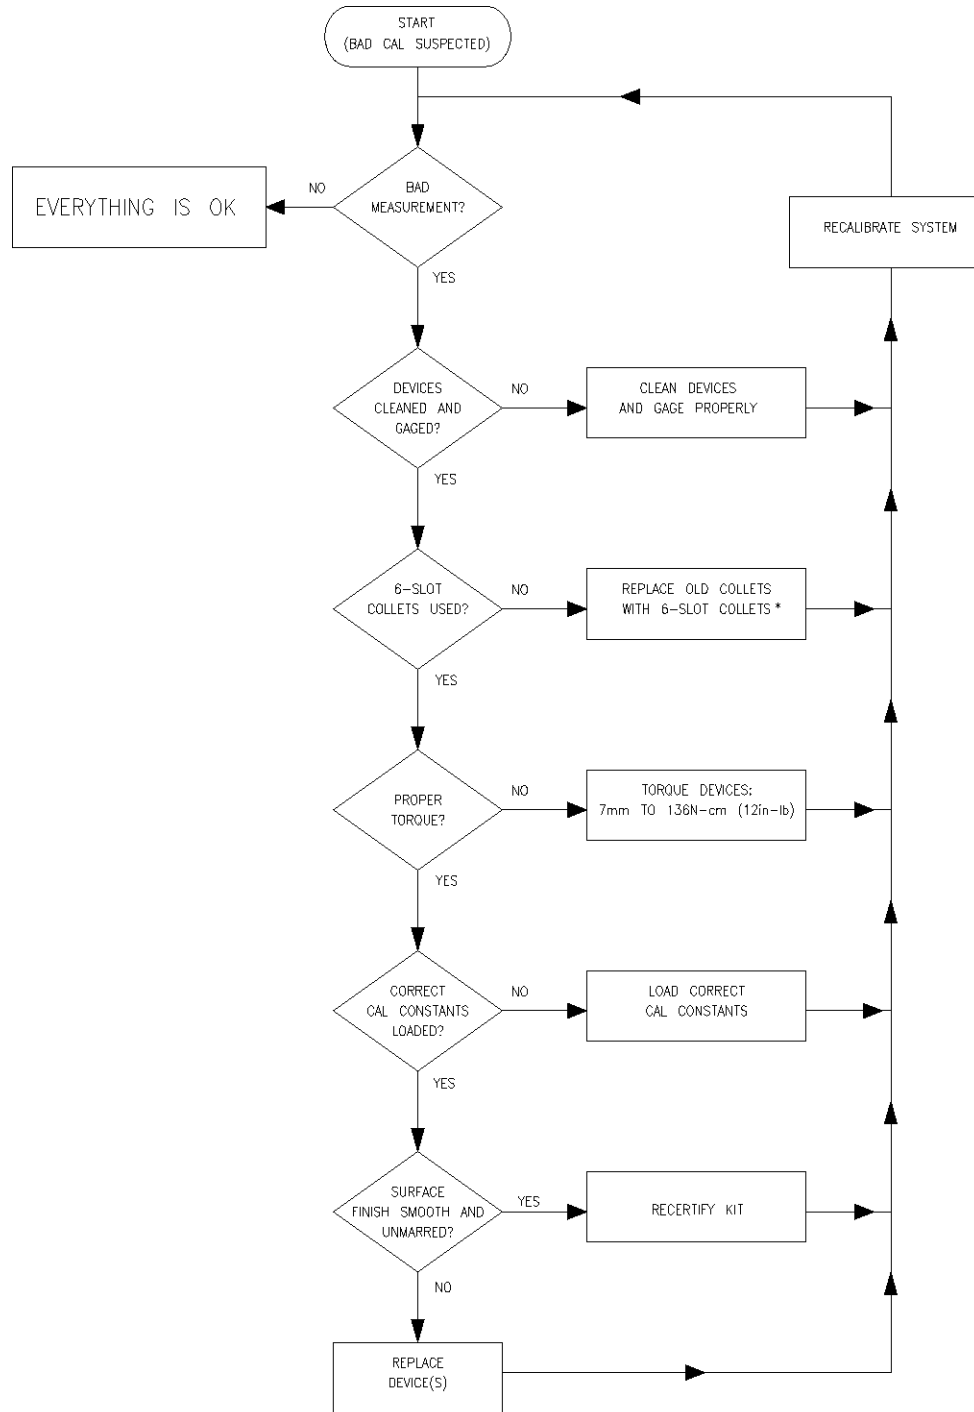 START
(BAD CAL SUSPECTED)
BAD
MEASUREMENT?
NO
EVERYTHING IS OK
RECALIBRATE SYSTEM
YES
DEVICES
CLEANED AND
GAGED?
NO
CLEAN DEVICES
AND GAGE PROPERLY
YES
6-SLOT
COLLETS USED?
NO
REPLACE OLD COLLETS
WITH 6-SLOT COLLETS*
YES
PROPER
TORQUE?
NO
TORQUE DEVICES:
7mm TO 136N-cm (12in-lb)
YES
CORRECT
CAL CONSTANTS
LOADED?
NO
LOAD CORRECT
CAL CONSTANTS
YES
SURFACE
FINISH SMOOTH AND
UNMARRED?
YES
RECERTIFY KIT
NO
REPLACE
DEVICE(S)